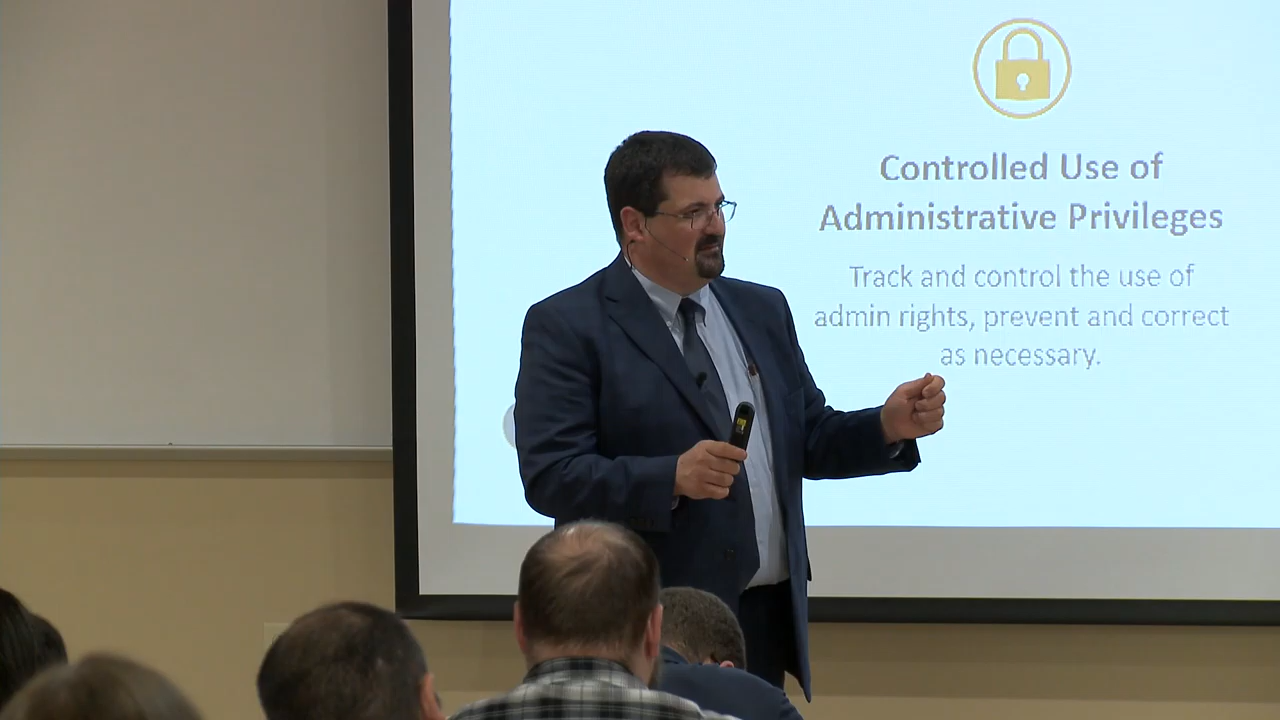 Controlled Use of
Administrative Privileges
Track and control the use of
admin rights, prevent and correct
as necessary.